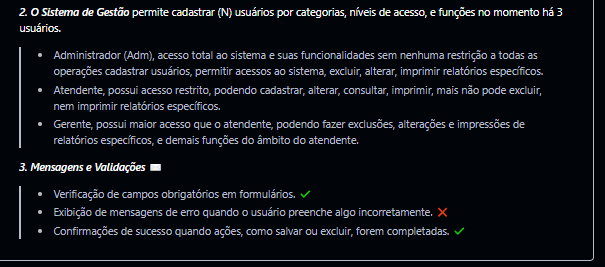 2. O Sistema de Gestão permite cadastrar (N) usuários por categorias, níveis de acesso, e funções no momento há 3
usuários.
• Administrador (Adm), acesso total ao sistema e suas funcionalidades sem nenhuma restrição a todas as
operações cadastrar usuários, permitir acessos ao sistema, excluir, alterar, imprimir relatórios específicos.
• Atendente, possui acesso restrito, podendo cadastrar, alterar, consultar, imprimir, mais não pode excluir,
nem imprimir relatórios específicos.
• Gerente, possui maior acesso que o atendente, podendo fazer exclusões, alterações e impressões de
relatórios específicos, e demais funções do âmbito do atendente.
3. Mensagens e Validações ✉️
• Verificação de campos obrigatórios em formulários. ✓
• Exibição de mensagens de erro quando o usuário preenche algo incorretamente. ❌
• Confirmações de sucesso quando ações, como salvar ou excluir, forem completadas. ✓